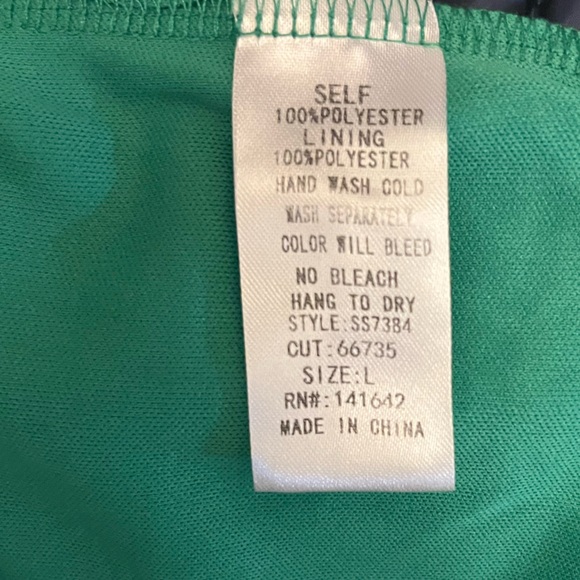 SELF
100%POLYESTER
LINING
100%POLYESTER
HAND WASH COLD
WASH SEPARATELY
COLOR WILL BLEED
NO BLEACH
HANG TO DRY
STYLE:SS7384
CUT:66735
SIZE:L
RN#:141642
MADE IN CHINA